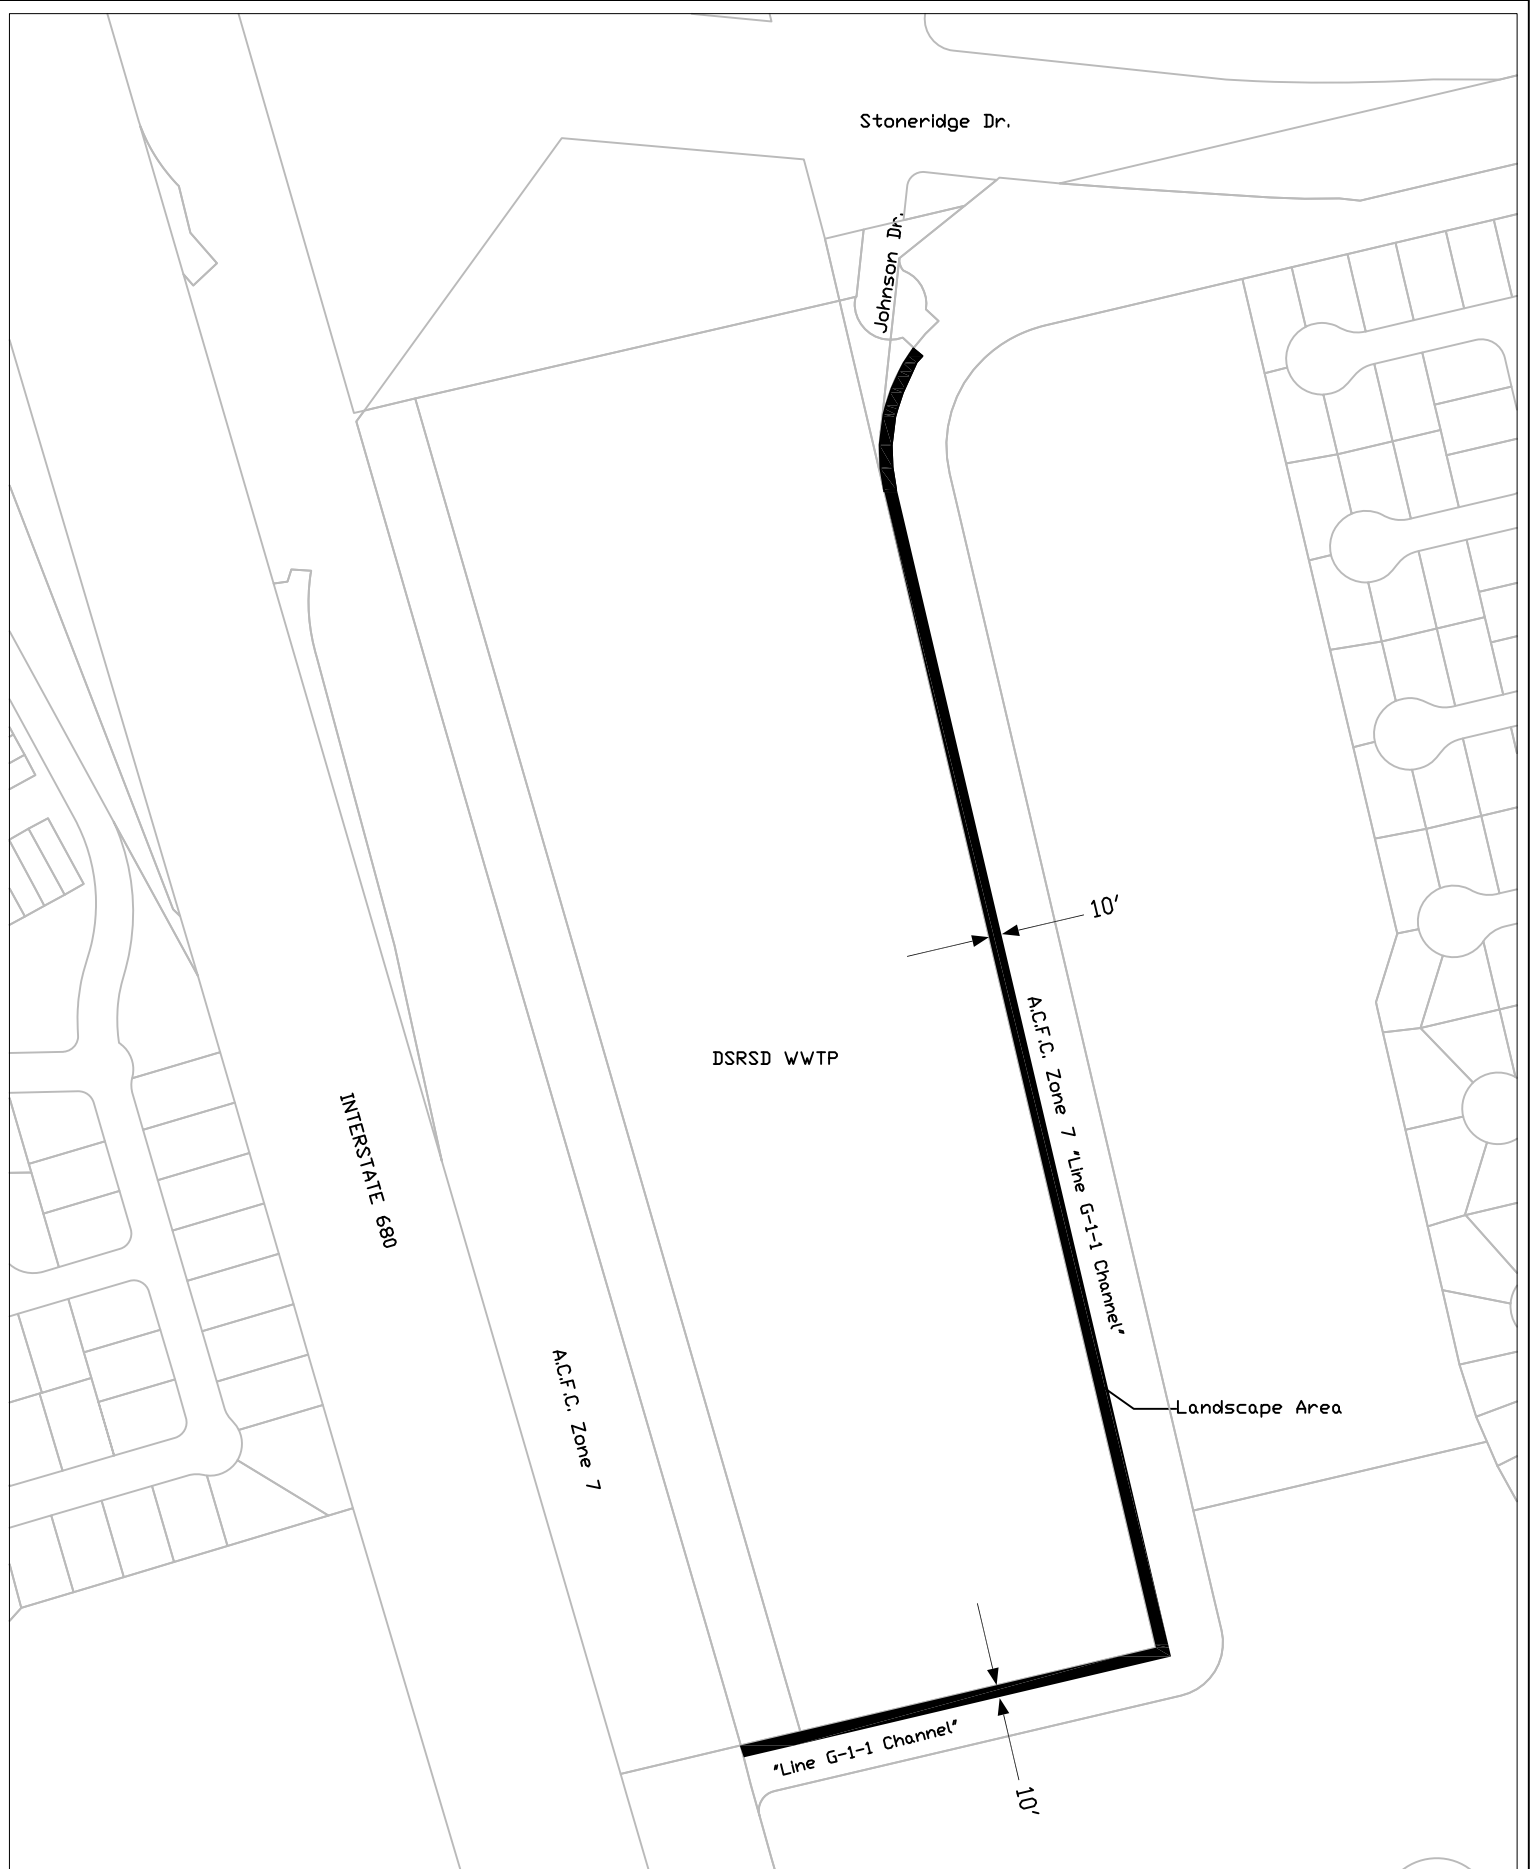 Stoneridge Dr.
Johnson Dr.
10'
DSRSD WWTP
A.C.F.C. Zone 7 "Line G-1-1 Channel"
INTERSTATE 680
A.C.F.C. Zone 7
Landscape Area
"Line G-1-1 Channel"
10'